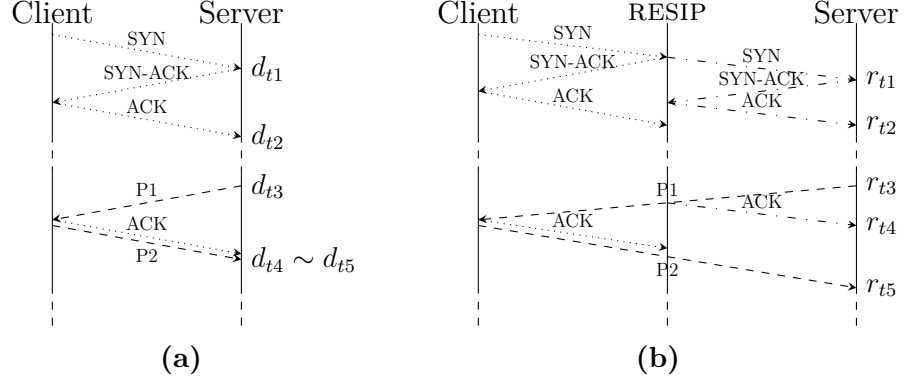 Client Server
SYN
d_{t1}
SYN-ACK
ACK
d_{t2}
P1
d_{t3}
ACK
P2
d_{t4} ∼ d_{t5}
(a)
Client RESIP Server
SYN
SYN
SYN-ACK
r_{t1}
SYN-ACK
ACK
ACK
r_{t2}
P1
r_{t3}
ACK
ACK
r_{t4}
P2
r_{t5}
(b)